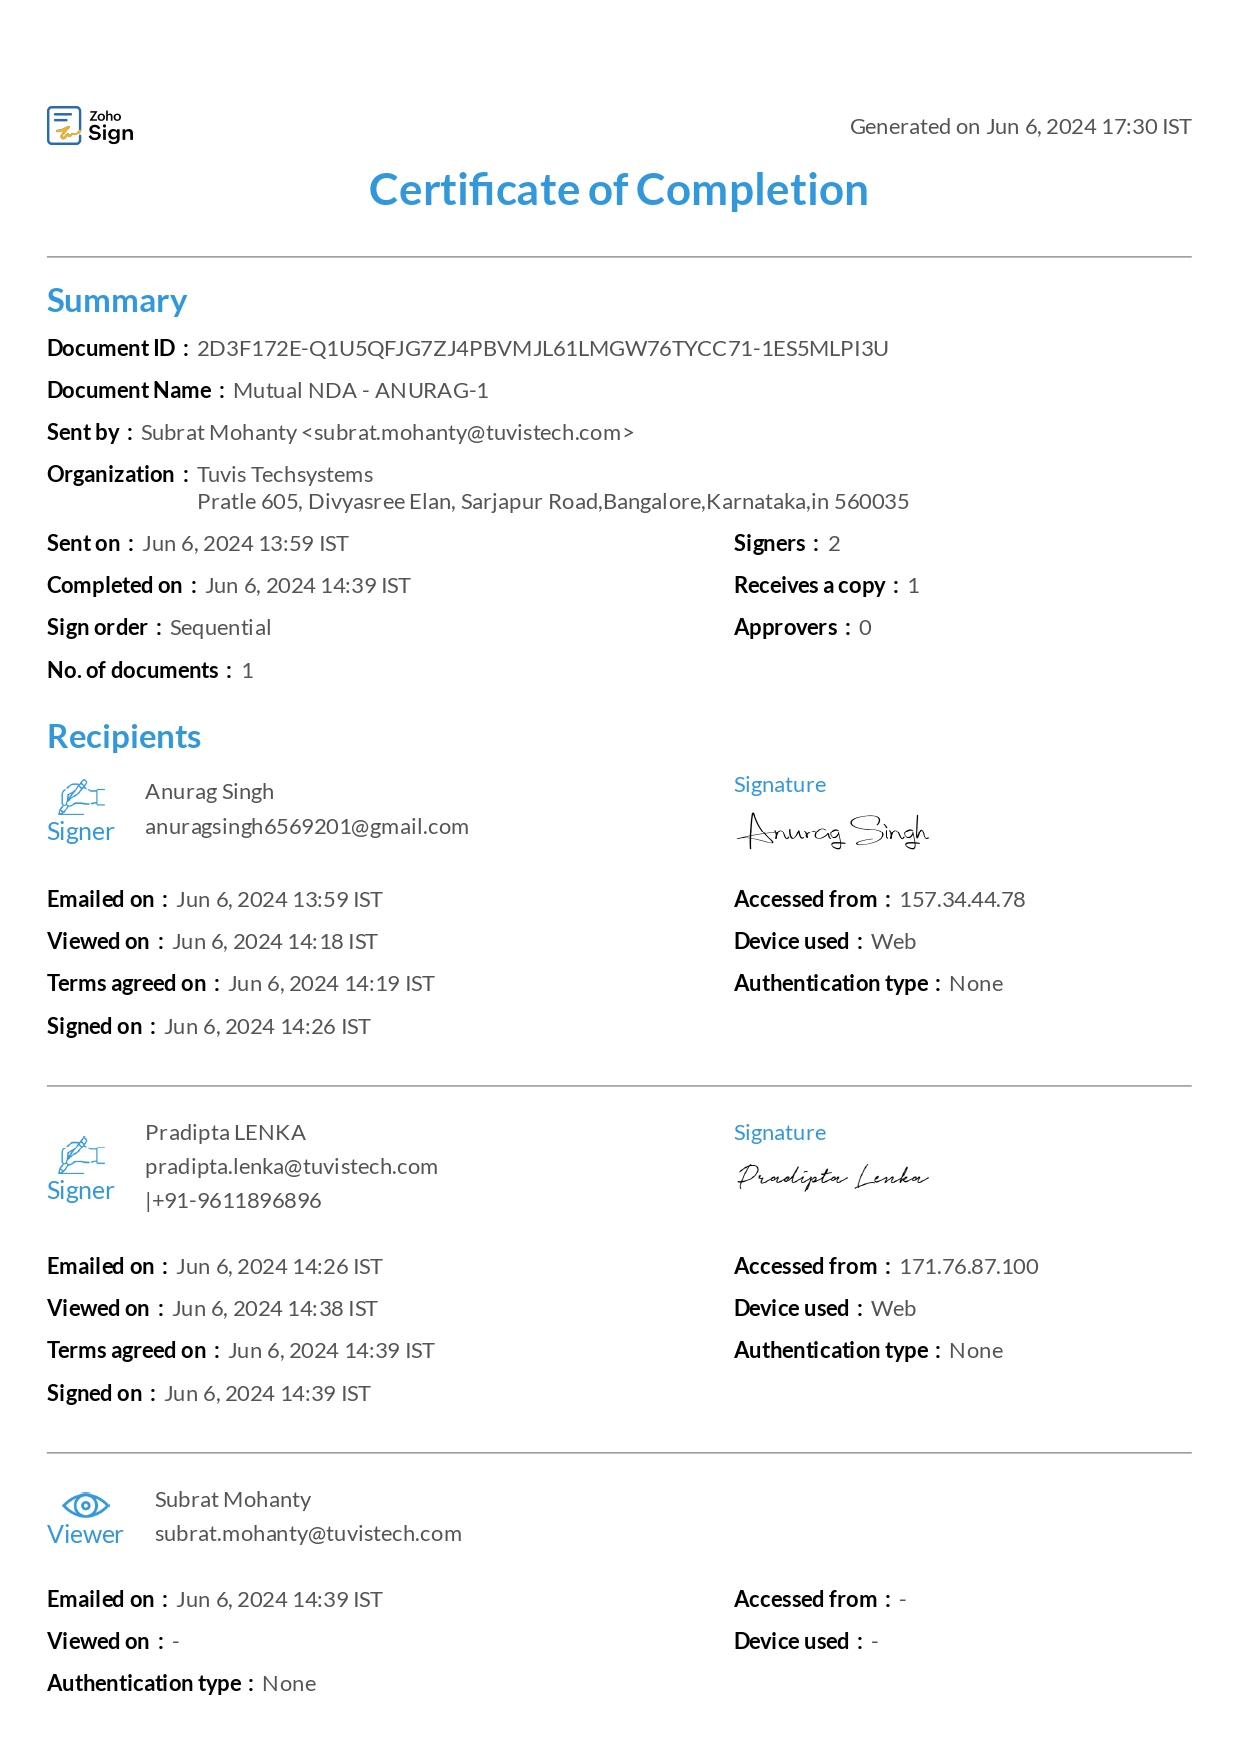 Zoho
Sign
Generated on Jun 6, 2024 17:30 IST
Certificate of Completion
Summary
Document ID : 2D3F172E-Q1U5QFJG7ZJ4PBVMJL61LMGW76TYCC71-1ES5MLPI3U
Document Name : Mutual NDA - ANURAG-1
Sent by : Subrat Mohanty <subrat.mohanty@tuvistech.com>
Organization : Tuvis Techsystems
Pratle 605, Divyasree Elan, Sarjapur Road,Bangalore,Karnataka,in 560035
Sent on : Jun 6, 2024 13:59 IST
Signers : 2
Completed on : Jun 6, 2024 14:39 IST
Receives a copy : 1
Sign order : Sequential
Approvers : 0
No. of documents : 1
Recipients
Signer
Anurag Singh
anuragsingh6569201@gmail.com
Signature
Anurag Singh
Emailed on : Jun 6, 2024 13:59 IST
Accessed from : 157.34.44.78
Viewed on : Jun 6, 2024 14:18 IST
Device used : Web
Terms agreed on : Jun 6, 2024 14:19 IST
Authentication type : None
Signed on : Jun 6, 2024 14:26 IST
Signer
Pradipta LENKA
pradipta.lenka@tuvistech.com
|+91-9611896896
Signature
Pradipta Lenka
Emailed on : Jun 6, 2024 14:26 IST
Accessed from : 171.76.87.100
Viewed on : Jun 6, 2024 14:38 IST
Device used : Web
Terms agreed on : Jun 6, 2024 14:39 IST
Authentication type : None
Signed on : Jun 6, 2024 14:39 IST
Viewer
Subrat Mohanty
subrat.mohanty@tuvistech.com
Emailed on : Jun 6, 2024 14:39 IST
Accessed from : -
Viewed on : -
Device used : -
Authentication type : None